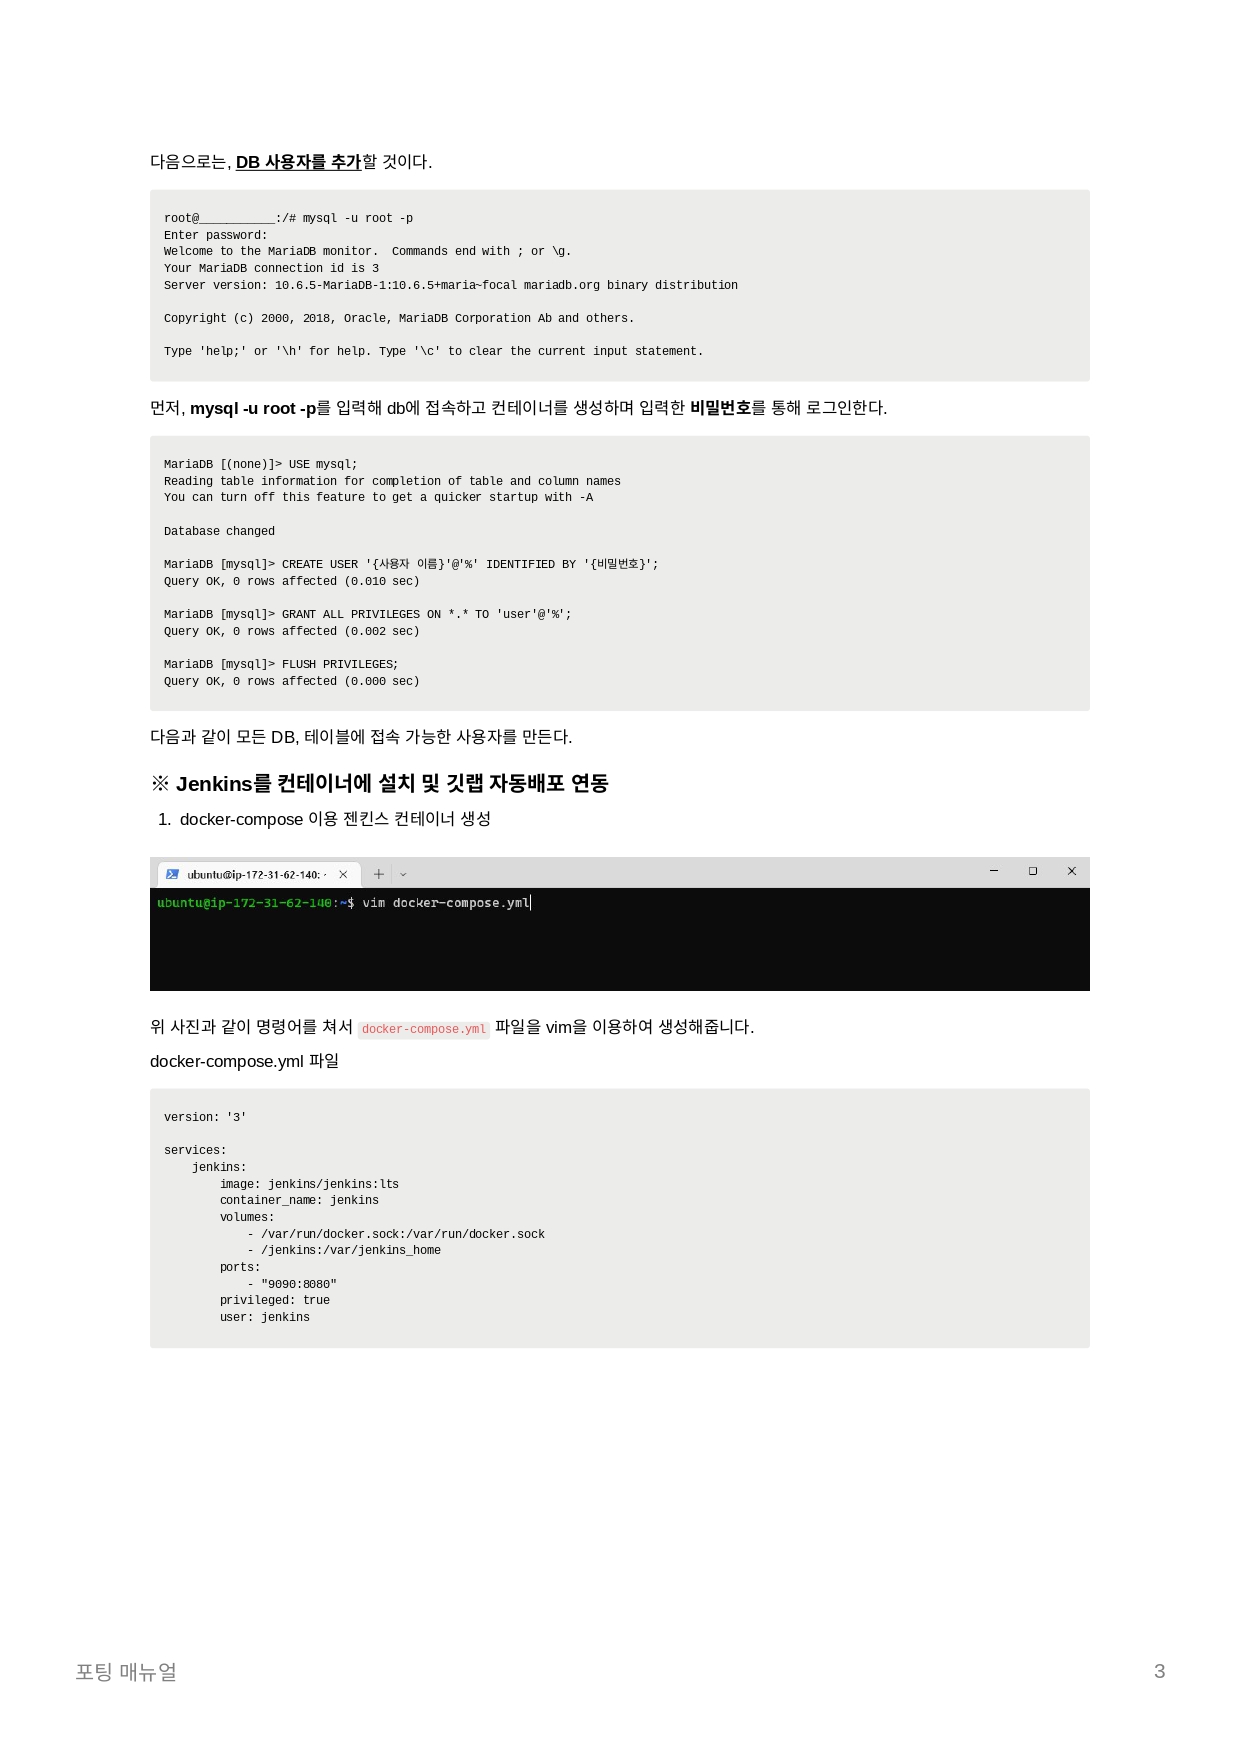 다음으로는, DB 사용자를 추가할 것이다.
root@___________:/# mysql -u root -p
Enter password:
Welcome to the MariaDB monitor.  Commands end with ; or \g.
Your MariaDB connection id is 3
Server version: 10.6.5-MariaDB-1:10.6.5+maria~focal mariadb.org binary distribution
Copyright (c) 2000, 2018, Oracle, MariaDB Corporation Ab and others.
Type 'help;' or '\h' for help. Type '\c' to clear the current input statement.
먼저, mysql -u root -p를 입력해 db에 접속하고 컨테이너를 생성하며 입력한 비밀번호를 통해 로그인한다.
MariaDB [(none)]> USE mysql;
Reading table information for completion of table and column names
You can turn off this feature to get a quicker startup with -A
Database changed
MariaDB [mysql]> CREATE USER '{사용자 이름}'@'%' IDENTIFIED BY '{비밀번호}';
Query OK, 0 rows affected (0.010 sec)
MariaDB [mysql]> GRANT ALL PRIVILEGES ON *.* TO 'user'@'%';
Query OK, 0 rows affected (0.002 sec)
MariaDB [mysql]> FLUSH PRIVILEGES;
Query OK, 0 rows affected (0.000 sec)
다음과 같이 모든 DB, 테이블에 접속 가능한 사용자를 만든다.
※ Jenkins를 컨테이너에 설치 및 깃랩 자동배포 연동
1. docker-compose 이용 젠킨스 컨테이너 생성
ubuntu@ip-172-31-62-140: ~
ubuntu@ip-172-31-62-140:~$ vim docker-compose.yml
위 사진과 같이 명령어를 쳐서 docker-compose.yml 파일을 vim을 이용하여 생성해줍니다.
docker-compose.yml 파일
version: '3'
services:
    jenkins:
        image: jenkins/jenkins:lts
        container_name: jenkins
        volumes:
            - /var/run/docker.sock:/var/run/docker.sock
            - /jenkins:/var/jenkins_home
        ports:
            - "9090:8080"
        privileged: true
        user: jenkins
포팅 매뉴얼 3